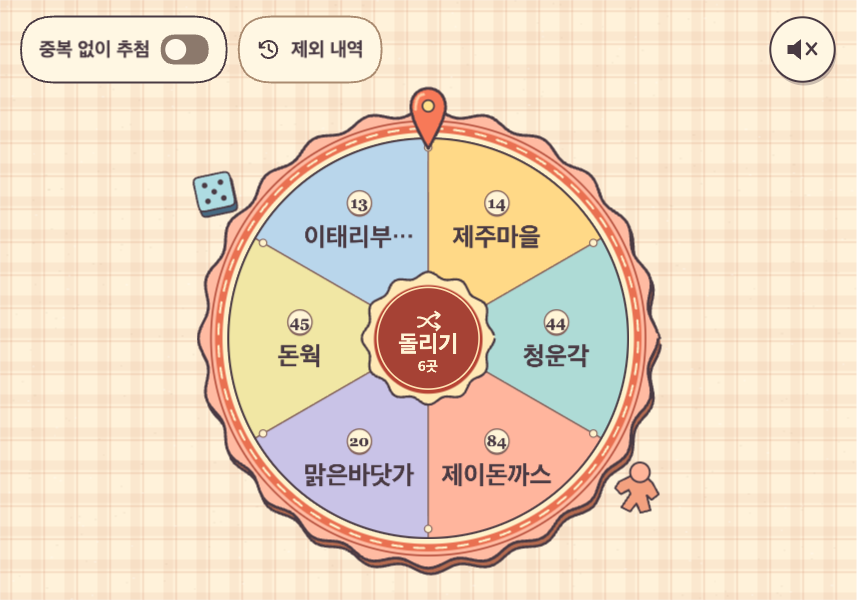 중복 없이 추첨
제외 내역
13
이태리부…
14
제주마을
45
돈웍
44
청운각
돌리기
6곳
20
맑은바닷가
84
제이돈까스